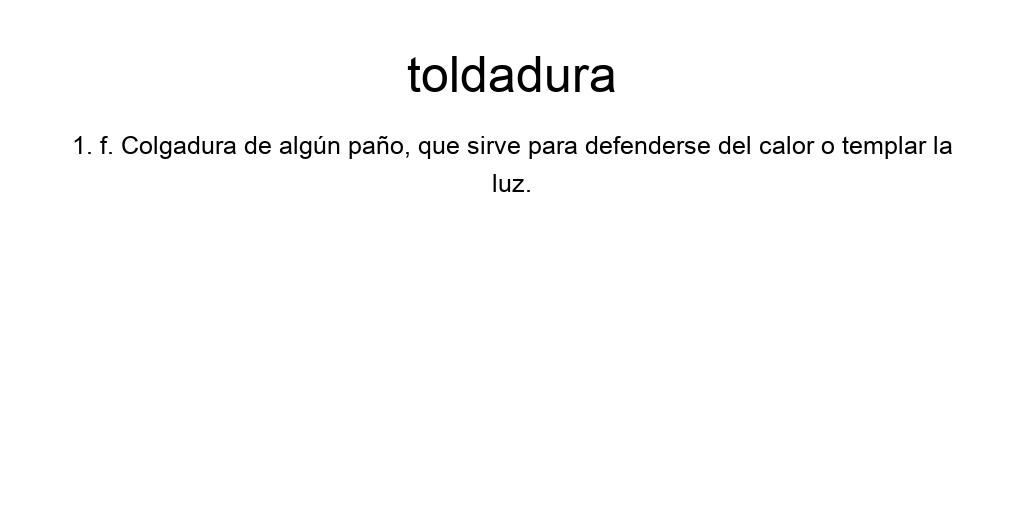 toldadura
1. f. Colgadura de algún paño, que sirve para defenderse del calor o templar la
luz.